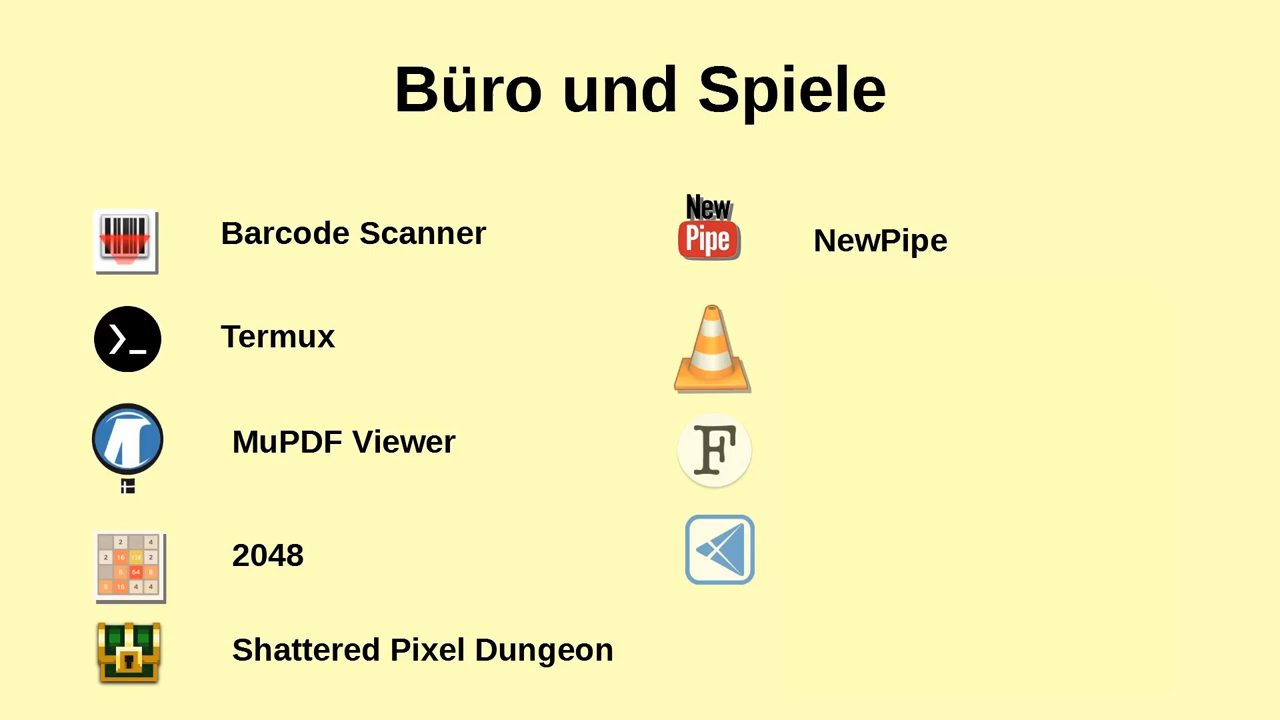 Büro und Spiele
Barcode Scanner
Termux
MuPDF Viewer
2048
Shattered Pixel Dungeon
New
Pipe
NewPipe
F